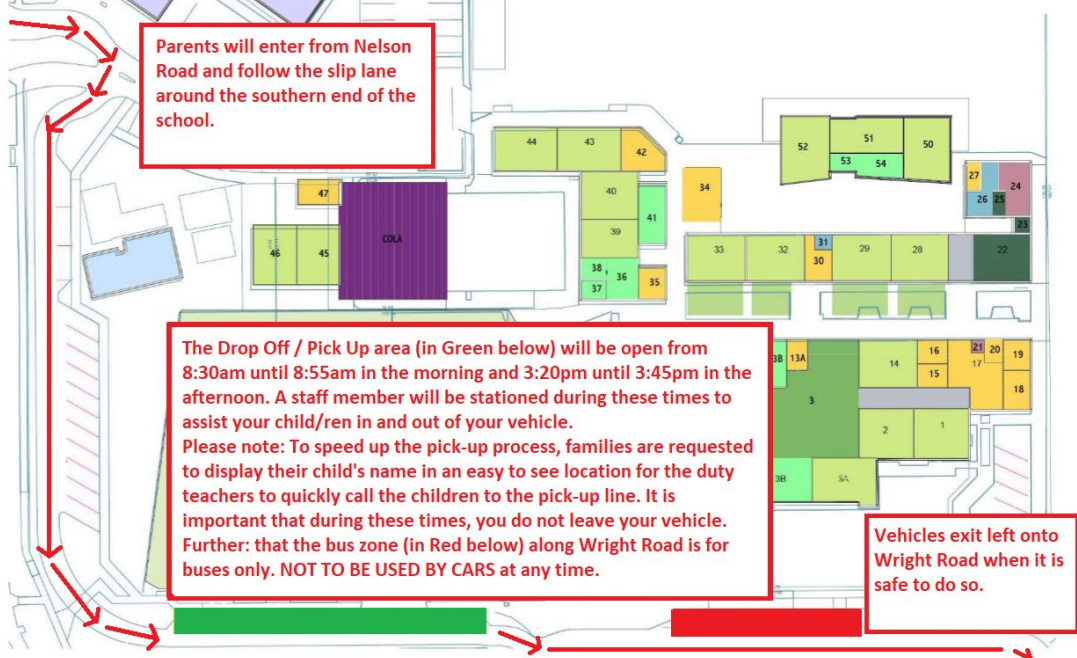 Parents will enter from Nelson
Road and follow the slip lane
around the southern end of the
school.
44
43
42
52
51
50
53
54
27
24
26
25
23
47
40
41
34
39
46
45
COLA
33
32
31
30
29
28
22
38
36
37
35
The Drop Off / Pick Up area (in Green below) will be open from
8:30am until 8:55am in the morning and 3:20pm until 3:45pm in the
afternoon. A staff member will be stationed during these times to
assist your child/ren in and out of your vehicle.
Please note: To speed up the pick-up process, families are requested
to display their child's name in an easy to see location for the duty
teachers to quickly call the children to the pick-up line. It is
important that during these times, you do not leave your vehicle.
Further: that the bus zone (in Red below) along Wright Road is for
buses only. NOT TO BE USED BY CARS at any time.
3B
13A
14
16
15
21
20
19
17
18
3
2
1
3B
3A
Vehicles exit left onto
Wright Road when it is
safe to do so.